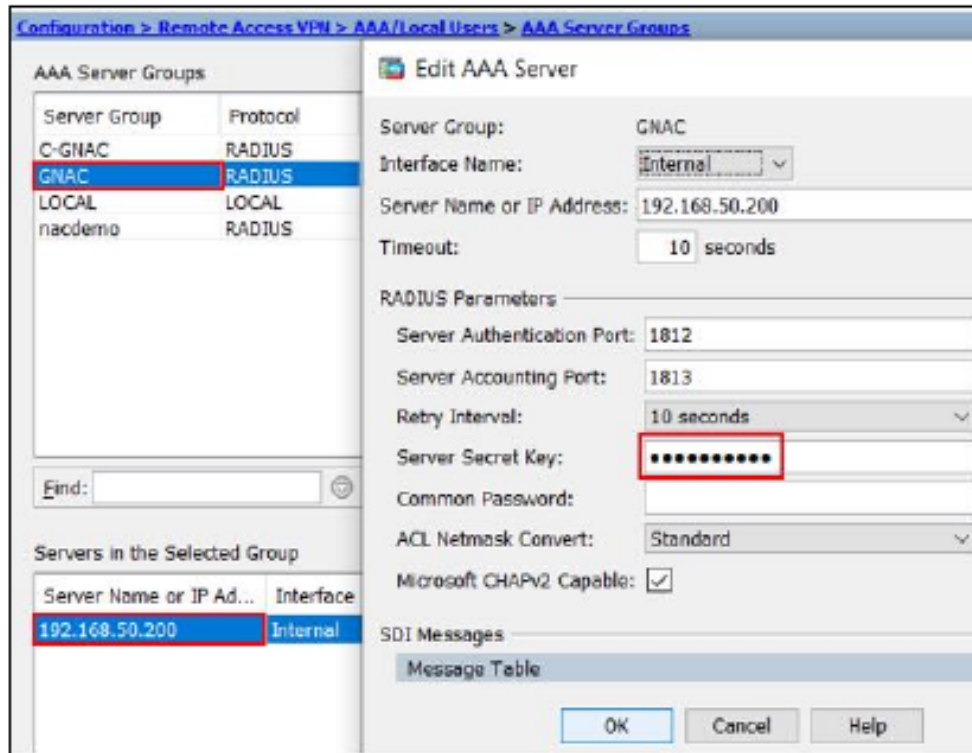 Configuration > Remote Access VPN > AAA/Local Users > AAA Server Groups
AAA Server Groups
Server Group Protocol
C-GNAC RADIUS
GNAC RADIUS
LOCAL LOCAL
nacdemo RADIUS
Find:
Servers in the Selected Group
Server Name or IP Ad... Interface
192.168.50.200 Internal
Edit AAA Server
Server Group: GNAC
Interface Name: Internal
Server Name or IP Address: 192.168.50.200
Timeout: 10 seconds
RADIUS Parameters
Server Authentication Port: 1812
Server Accounting Port: 1813
Retry Interval: 10 seconds
Server Secret Key: ●●●●●●●●●●
Common Password:
ACL Netmask Convert: Standard
Microsoft CHAPv2 Capable:
SDI Messages
Message Table
OK Cancel Help